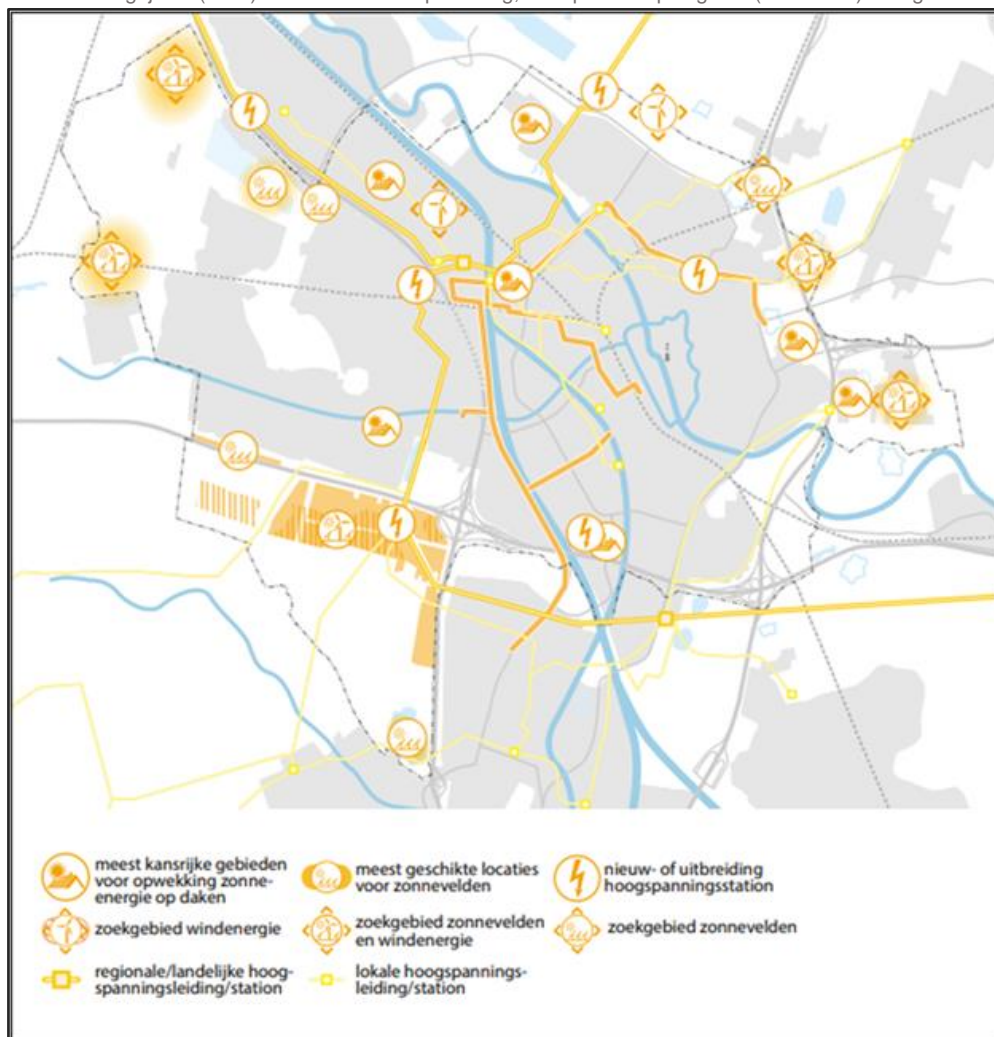 meest kansrijke gebieden
voor opwekking zonne-
energie op daken
meest geschikte locaties
voor zonnevelden
nieuw- of uitbreiding
hoogspanningsstation
zoekgebied windenergie
zoekgebied zonnevelden
en windenergie
zoekgebied zonnevelden
regionale/landelijke hoog-
spanningsleiding/station
lokale hoogspannings-
leiding/station